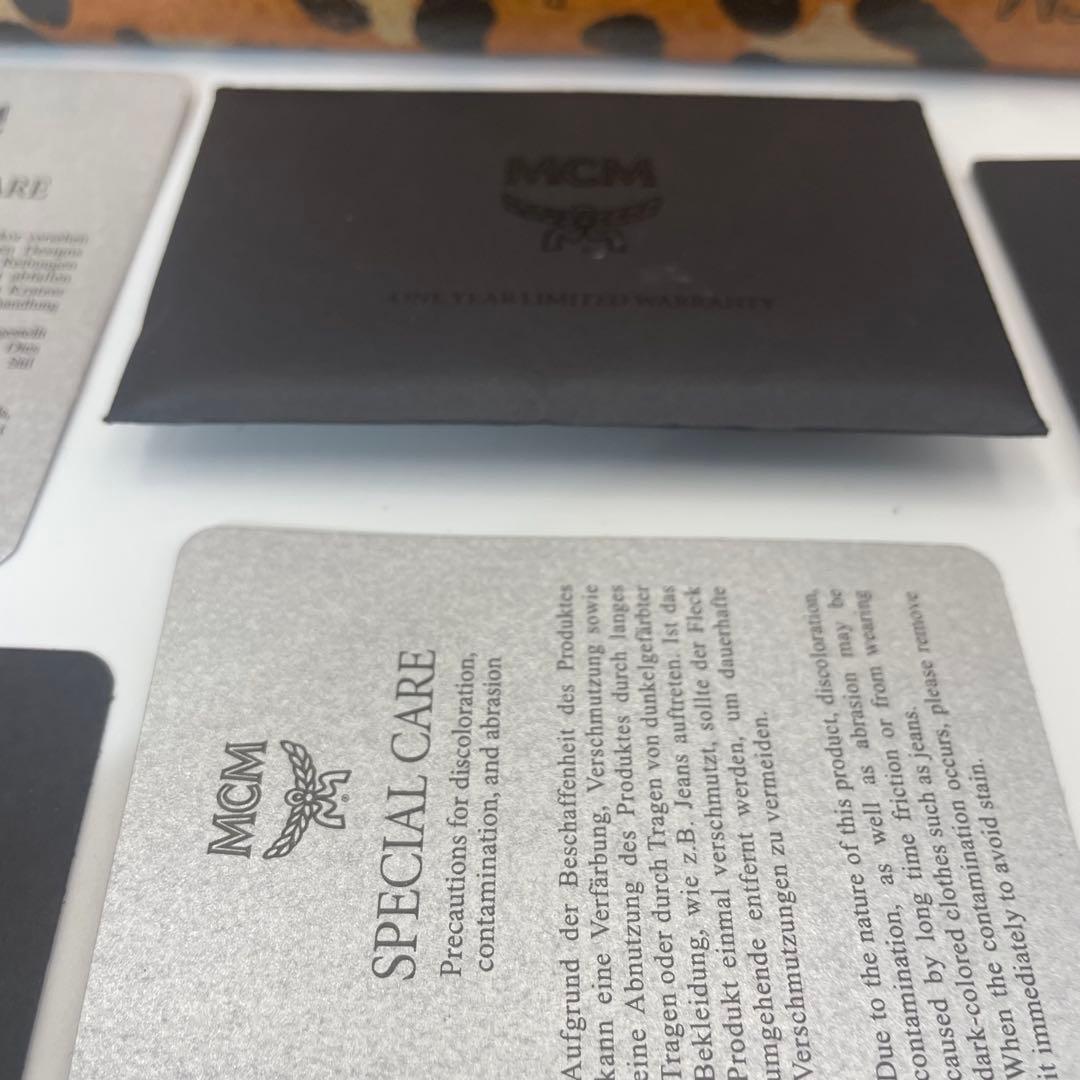 MCM
ONE YEAR LIMITED WARRANTY
ARE
MCM
SPECIAL CARE
Precautions for discoloration,
contamination, and abrasion
Aufgrund der Beschaffenheit des Produktes
kann eine Verfärbung, Verschmutzung sowie
eine Abnutzung des Produktes durch langes
Tragen oder durch Tragen von dunkelgefärbter
Bekleidung, wie z.B. Jeans auftreten. Ist das
Produkt einmal verschmutzt, sollte der Fleck
umgehende entfernt werden, um dauerhafte
Verschmutzungen zu vermeiden.
Due to the nature of this product, discoloration,
contamination, as well as abrasion may be
caused by long time friction or from wearing
dark-colored clothes such as jeans.
When the contamination occurs, please remove
it immediately to avoid stain.